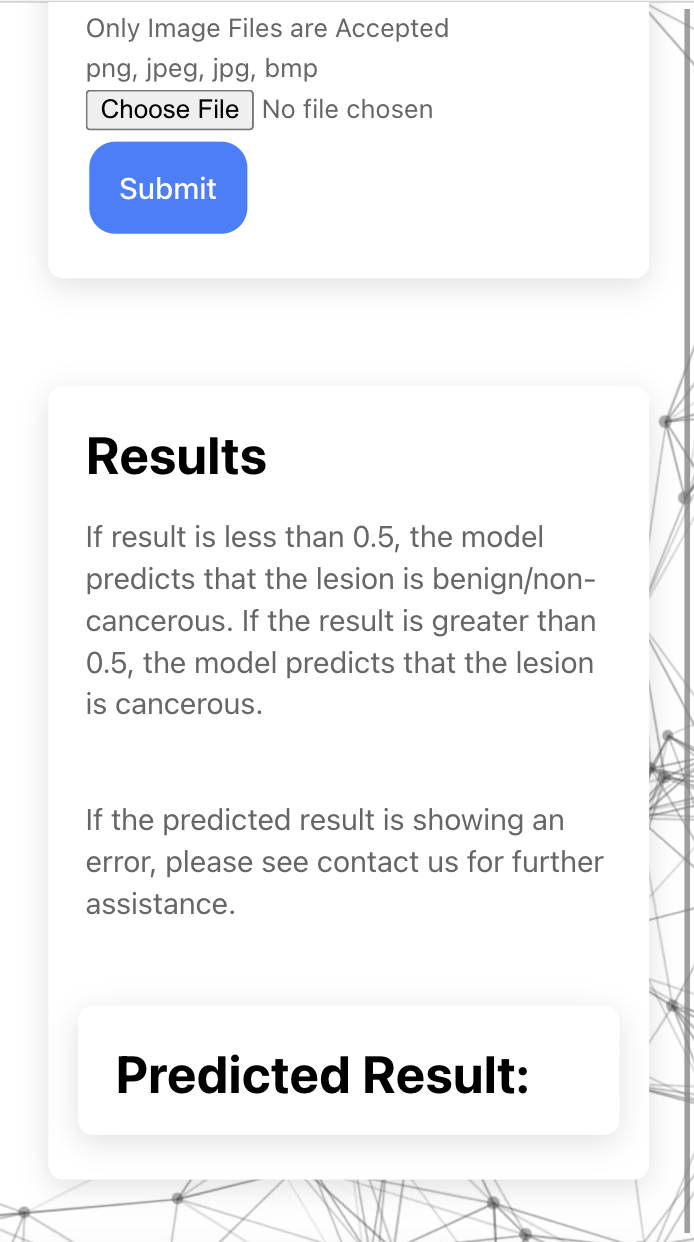 Only Image Files are Accepted
png, jpeg, jpg, bmp
Choose File No file chosen
Submit
Results
If result is less than 0.5, the model
predicts that the lesion is benign/non-
cancerous. If the result is greater than
0.5, the model predicts that the lesion
is cancerous.
If the predicted result is showing an
error, please see contact us for further
assistance.
Predicted Result: